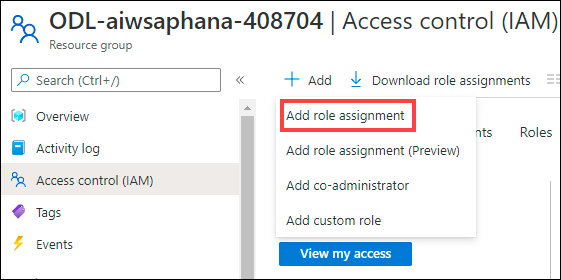 ODL-aiwsaphana-408704 | Access control (IAM)
Resource group
Search (Ctrl+/)
«
Add
Download role assignments
Overview
Activity log
Access control (IAM)
Tags
Events
Add role assignment
Add role assignment (Preview)
Add co-administrator
Add custom role
Roles
View my access